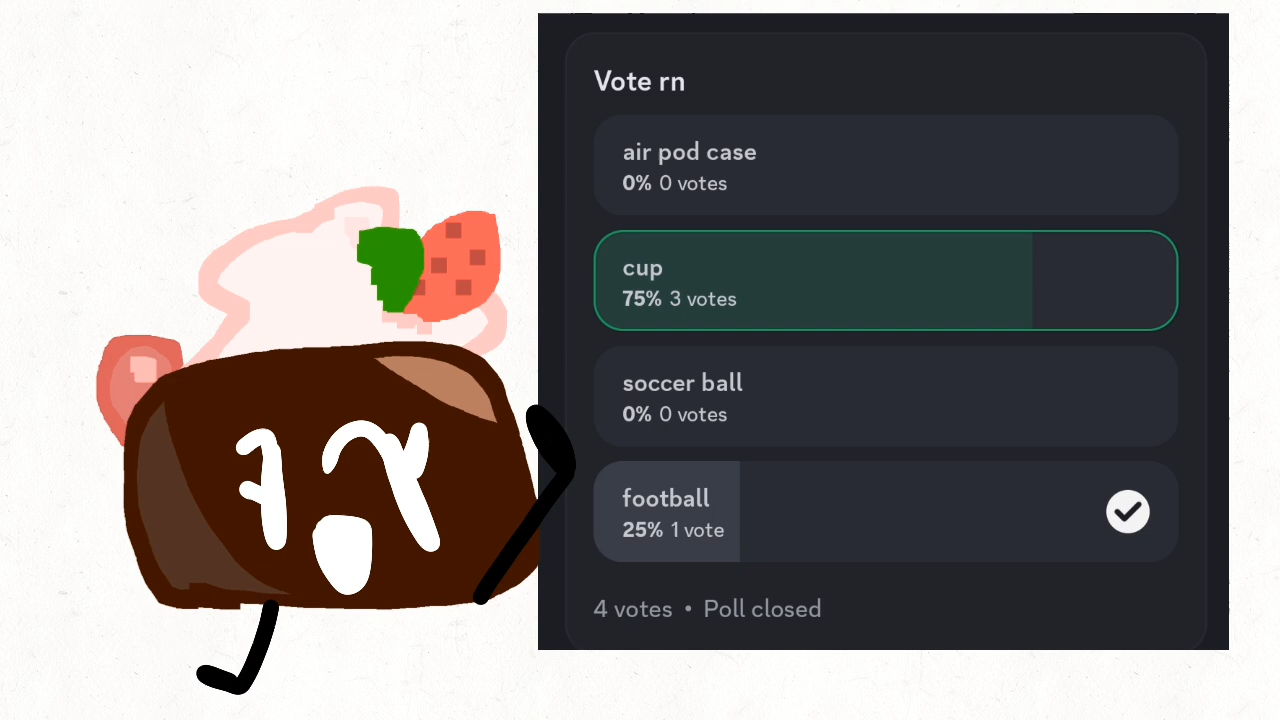 Vote rn
air pod case
0% 0 votes
cup
75% 3 votes
soccer ball
0% 0 votes
football
25% 1 vote
4 votes • Poll closed